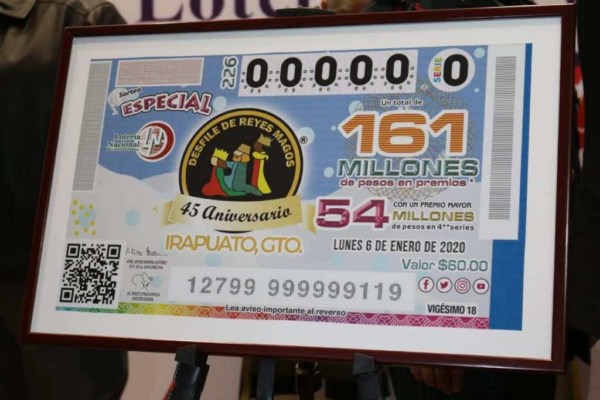 Lotería
Sorteo
ESPECIAL
226
00000
SERIE
0
Lotería
Nacional
LN
DESFILE DE REYES MAGOS
®
45 Aniversario
IRAPUATO, GTO.
Un total de
161
MILLONES
de pesos en premios*
54
CON UN PREMIO MAYOR
MILLONES
de pesos en 4**series
LUNES 6 DE ENERO DE 2020
Valor $60.00
12799 999999119
Lea aviso importante al reverso
VIGÉSIMO 18